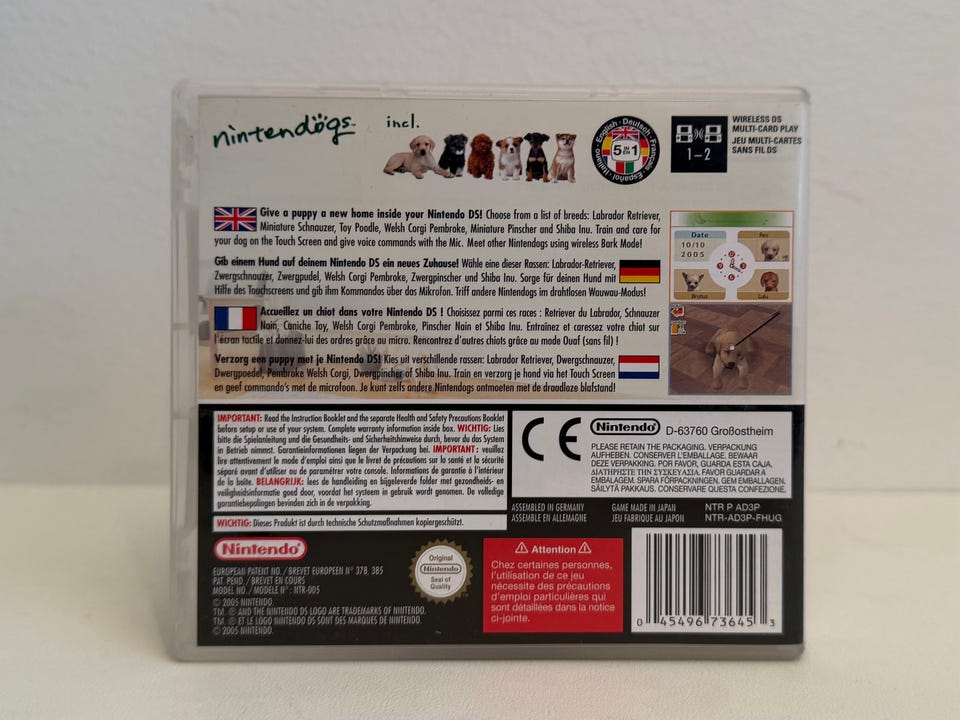 nintendogs™ incl.
English · Deutsch · Français · Español · Italiano
5 IN EN 1
1-2
WIRELESS DS
MULTI-CARD PLAY
JEU MULTI-CARTES
SANS FIL DS
Give a puppy a new home inside your Nintendo DS! Choose from a list of breeds: Labrador Retriever,
Miniature Schnauzer, Toy Poodle, Welsh Corgi Pembroke, Miniature Pinscher and Shiba Inu. Train and care for
your dog on the Touch Screen and give voice commands with the Mic. Meet other Nintendogs using wireless Bark Mode!
Gib einem Hund auf deinem Nintendo DS ein neues Zuhause! Wähle eine dieser Rassen: Labrador-Retriever,
Zwergschnauzer, Zwergpudel, Welsh Corgi Pembroke, Zwergpinscher und Shiba Inu. Sorge für deinen Hund mit
Hilfe des Touchscreens und gib ihm Kommandos über das Mikrofon. Triff andere Nintendogs im drahtlosen Wauwau-Modus!
Accueillez un chiot dans votre Nintendo DS ! Choisissez parmi ces races : Retriever du Labrador, Schnauzer
Nain, Caniche Toy, Welsh Corgi Pembroke, Pinscher Nain et Shiba Inu. Entraînez et caressez votre chiot sur
l'écran tactile et donnez-lui des ordres grâce au micro. Rencontrez d'autres chiots grâce au mode Ouaf (sans fil) !
Verzorg een puppy met je Nintendo DS! Kies uit verschillende rassen: Labrador Retriever, Dwergschnauzer,
Dwergpoedel, Pembroke Welsh Corgi, Dwergpincher of Shiba Inu. Train en verzorg je hond via het Touch Screen
en geef commando's met de microfoon. Je kunt zelfs andere Nintendogs ontmoeten met de draadloze blafstand!
Date
10/10
2005
Rec
Brutus
Lulu
IMPORTANT: Read the Instruction Booklet and the separate Health and Safety Precautions Booklet
before setup or use of your system. Complete warranty information inside box. WICHTIG: Lies
bitte die Spielanleitung und die Gesundheits- und Sicherheitshinweise durch, bevor du das System
in Betrieb nimmst. Garantieinformationen liegen der Verpackung bei. IMPORTANT : veuillez
lire attentivement le mode d'emploi ainsi que le livret de précautions sur la santé et la sécurité
séparé avant d'utiliser ou de paramétrer votre console. Informations de garantie à l'intérieur
de la boîte. BELANGRIJK: lees de handleiding en bijgeleverde folder met gezondheids- en
veiligheidsinformatie goed door, voordat het systeem in gebruik wordt genomen. De volledige
garantiebepalingen bevinden zich in de verpakking.
WICHTIG: Dieses Produkt ist durch technische Schutzmaßnahmen kopiergeschützt.
CE
Nintendo® D-63760 Großostheim
PLEASE RETAIN THE PACKAGING. VERPACKUNG
AUFHEBEN. CONSERVER L'EMBALLAGE. BEWAAR
DEZE VERPAKKING. POR FAVOR, GUARDA ESTA CAJA.
ΔΙΑΤΗΡΗΣΤΕ ΤΗΝ ΣΥΣΚΕΥΑΣΙΑ. FAVOR GUARDAR A
EMBALAGEM. SPARA FÖRPACKNINGEN. GEM EMBALLAGEN.
SÄILYTÄ PAKKAUS. CONSERVARE QUESTA CONFEZIONE.
ASSEMBLED IN GERMANY
ASSEMBLE EN ALLEMAGNE
GAME MADE IN JAPAN
JEU FABRIQUE AU JAPON
NTR P AD3P
NTR-AD3P-FHUG
Nintendo®
EUROPEAN PATENT NO. / BREVET EUROPEEN N° 378, 385
PAT. PEND. / BREVET EN COURS
MODEL NO. / MODELE N° : NTR-005
© 2005 NINTENDO.
TM, ® AND THE NINTENDO DS LOGO ARE TRADEMARKS OF NINTENDO.
TM, ® ET LE LOGO NINTENDO DS SONT DES MARQUES DE NINTENDO.
© 2005 NINTENDO.
Original
Nintendo
Seal of
Quality
⚠ Attention ⚠
Chez certaines personnes,
l'utilisation de ce jeu
nécessite des précautions
d'emploi particulières qui
sont détaillées dans la notice
ci-jointe.
0 45496 73645 3